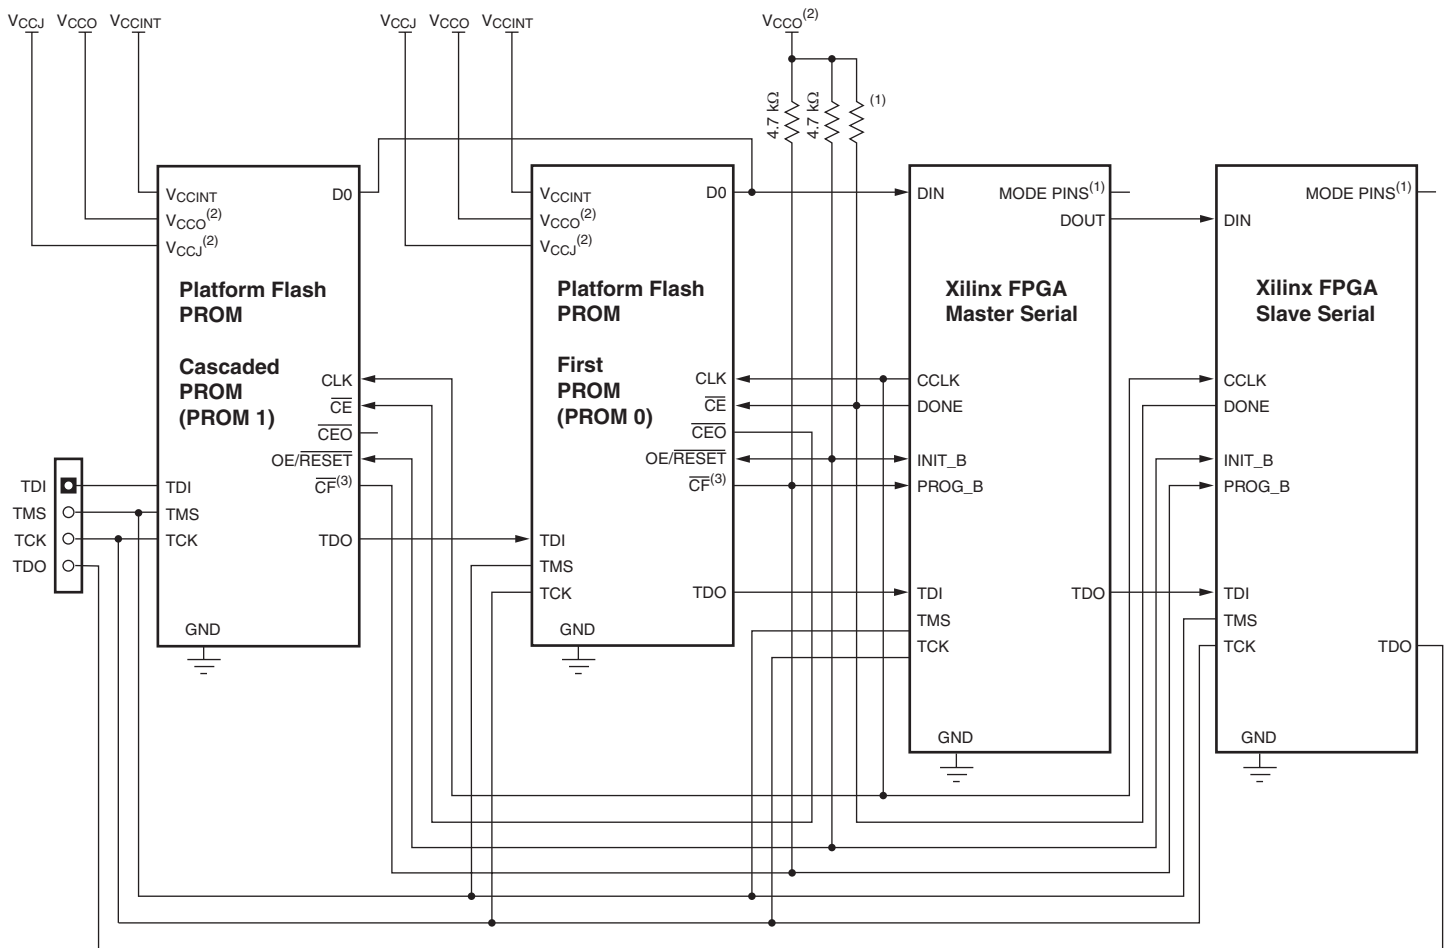 VCCJ VCCO VCCINT
VCCJ VCCO VCCINT
VCCO(2)
4.7 kΩ
4.7 kΩ
(1)
VCCINT
VCCO(2)
VCCJ(2)
D0
Platform Flash
PROM
Cascaded
PROM
(PROM 1)
CLK
CE
CEO
OE/RESET
CF(3)
TDI
TMS
TCK
TDO
GND
TDI
TMS
TCK
TDO
VCCINT
VCCO(2)
VCCJ(2)
D0
Platform Flash
PROM
First
PROM
(PROM 0)
CLK
CE
CEO
OE/RESET
CF(3)
TDI
TMS
TCK
TDO
GND
DIN
MODE PINS(1)
DOUT
Xilinx FPGA
Master Serial
CCLK
DONE
INIT_B
PROG_B
TDI
TMS
TCK
TDO
GND
MODE PINS(1)
DIN
Xilinx FPGA
Slave Serial
CCLK
DONE
INIT_B
PROG_B
TDI
TMS
TCK
TDO
GND